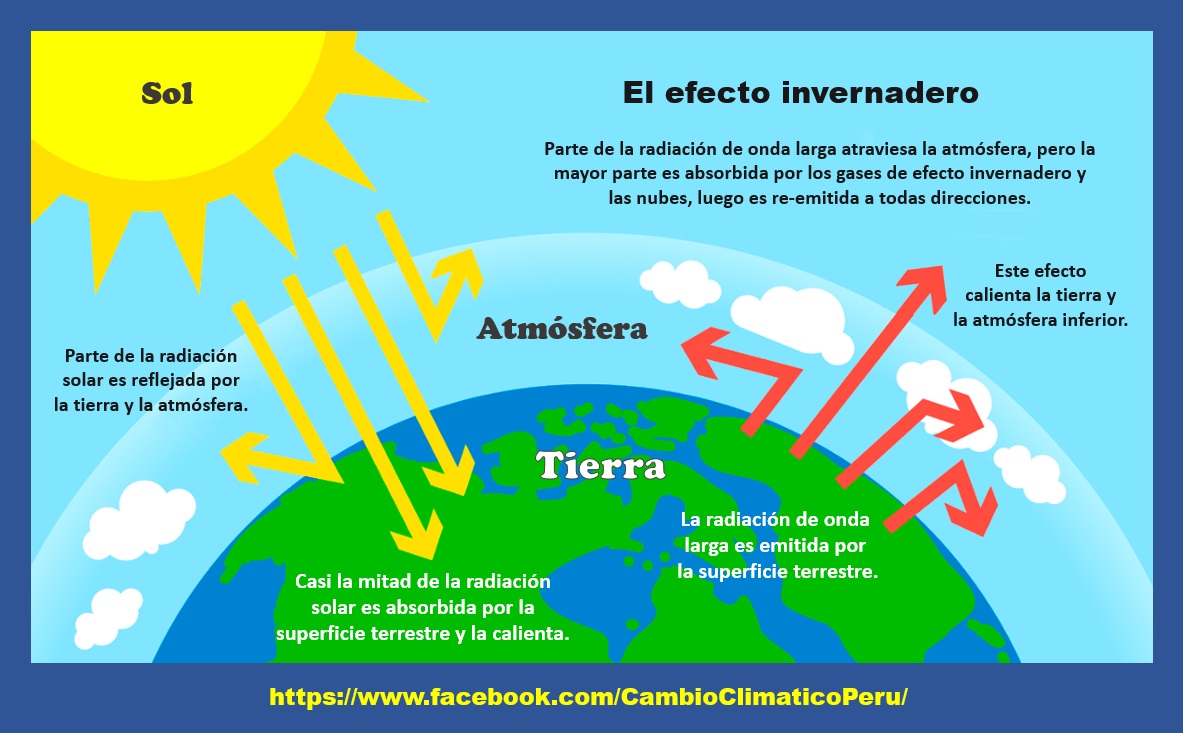 Sol
El efecto invernadero
Parte de la radiación de onda larga atraviesa la atmósfera, pero la
mayor parte es absorbida por los gases de efecto invernadero y
las nubes, luego es re-emitida a todas direcciones.
Este efecto
calienta la tierra y
la atmósfera inferior.
Atmósfera
Parte de la radiación
solar es reflejada por
la tierra y la atmósfera.
Tierra
La radiación de onda
larga es emitida por
la superficie terrestre.
Casi la mitad de la radiación
solar es absorbida por la
superficie terrestre y la calienta.
https://www.facebook.com/CambioClimaticoPeru/